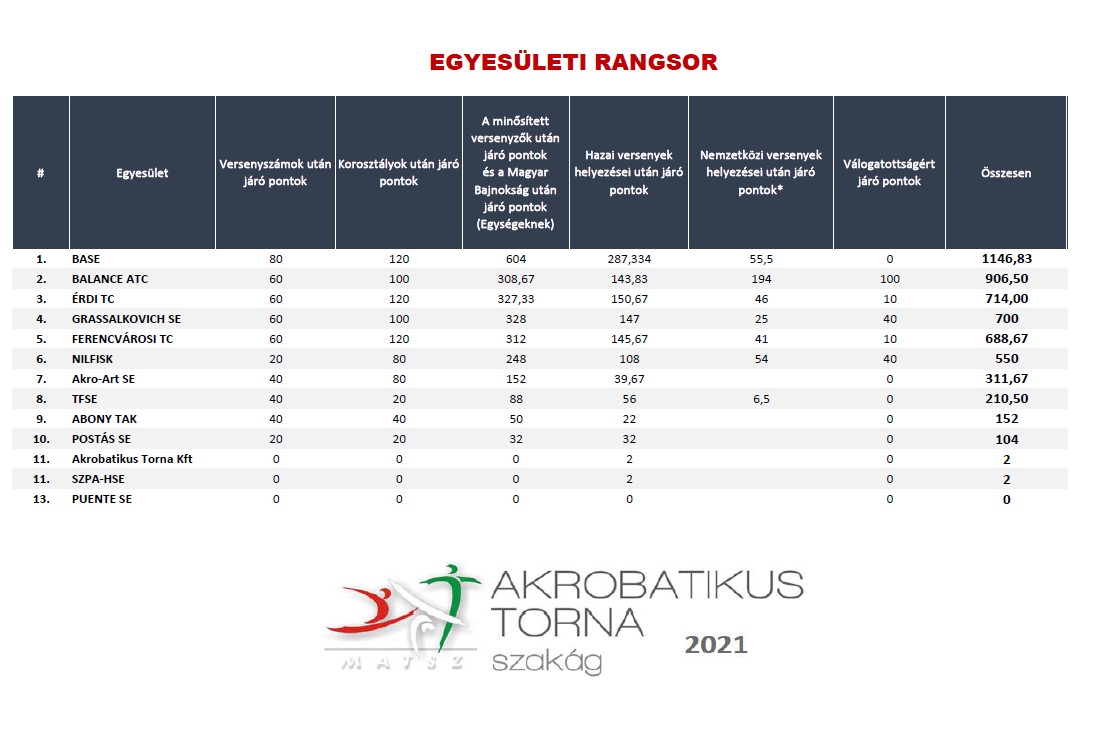 EGYESÜLETI RANGSOR
# Egyesület Versenyszámok után járó pontok Korosztályok után járó pontok A minősített versenyzők után járó pontok és a Magyar Bajnokság után járó pontok (Egységeknek) Hazai versenyek helyezései után járó pontok Nemzetközi versenyek helyezései után járó pontok* Válogatottságért járó pontok Összesen
1. BASE 80 120 604 287,334 55,5 0 1146,83
2. BALANCE ATC 60 100 308,67 143,83 194 100 906,50
3. ÉRDI TC 60 120 327,33 150,67 46 10 714,00
4. GRASSALKOVICH SE 60 100 328 147 25 40 700
5. FERENCVÁROSI TC 60 120 312 145,67 41 10 688,67
6. NILFISK 20 80 248 108 54 40 550
7. Akro-Art SE 40 80 152 39,67 0 311,67
8. TFSE 40 20 88 56 6,5 0 210,50
9. ABONY TAK 40 40 50 22 0 152
10. POSTÁS SE 20 20 32 32 0 104
11. Akrobatikus Torna Kft 0 0 0 2 0 2
11. SZPA-HSE 0 0 0 2 0 2
13. PUENTE SE 0 0 0 0 0 0
AKROBATIKUS
TORNA
2021
szakág
MATSZ